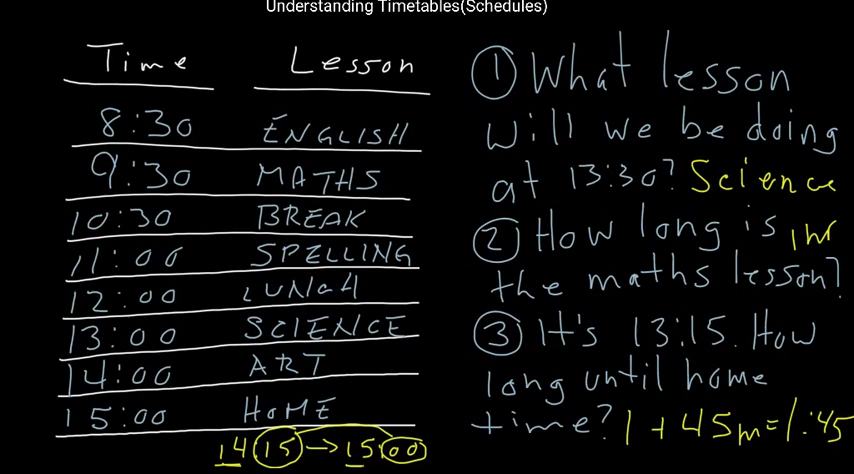 Understanding Timetables(Schedules)
Time Lesson
8:30 ENGLISH
9:30 MATHS
10:30 BREAK
11:00 SPELLING
12:00 LUNCH
13:00 SCIENCE
14:00 ART
15:00 HOME
14 15 → 15 00
① What lesson
will we be doing
at 13:30? Science
② How long is 1hr
the maths lesson?
③ It's 13:15. How
long until home
time? 1 + 45m = 1:45